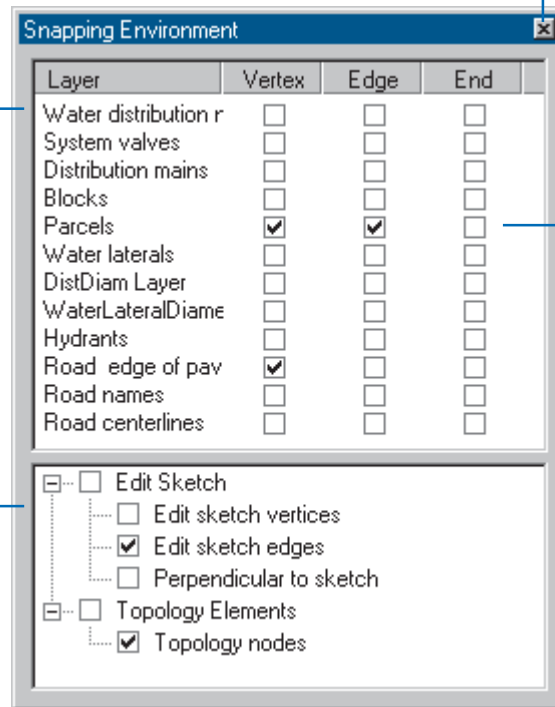 Snapping Environment
Layer Vertex Edge End
Water distribution r
System valves
Distribution mains
Blocks
Parcels
Water laterals
DistDiam Layer
WaterLateralDiame
Hydrants
Road edge of pav
Road names
Road centerlines
Edit Sketch
Edit sketch vertices
Edit sketch edges
Perpendicular to sketch
Topology Elements
Topology nodes